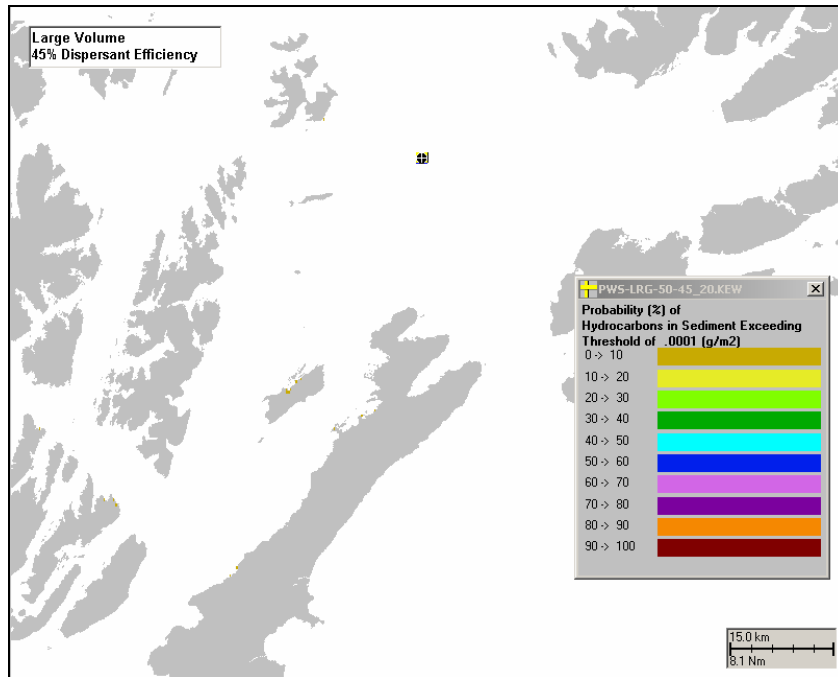 Large Volume
45% Dispersant Efficiency
PWS-LRG-50-45_20.KEW
Probability (%) of
Hydrocarbons in Sediment Exceeding
Threshold of .0001 (g/m2)
0 -> 10
10 -> 20
20 -> 30
30 -> 40
40 -> 50
50 -> 60
60 -> 70
70 -> 80
80 -> 90
90 -> 100
15.0 km
8.1 Nm